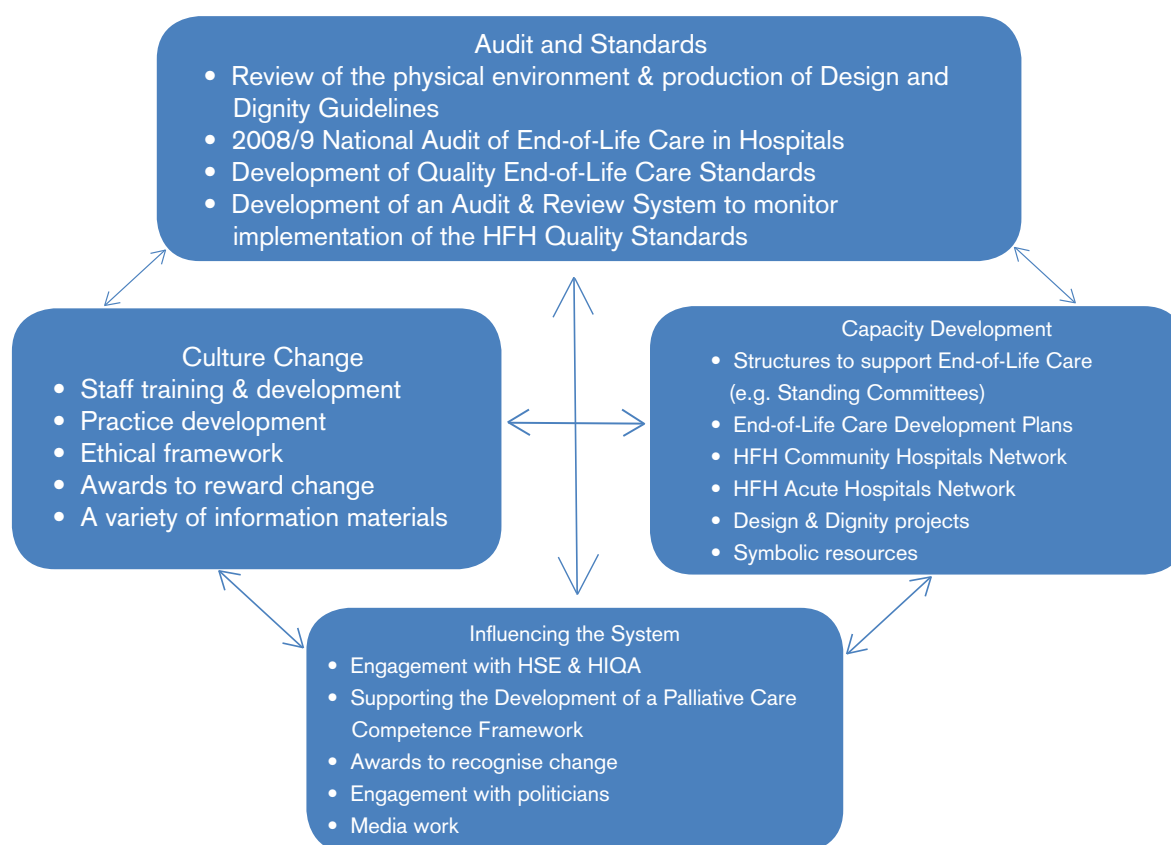 Audit and Standards
• Review of the physical environment & production of Design and
Dignity Guidelines
• 2008/9 National Audit of End-of-Life Care in Hospitals
• Development of Quality End-of-Life Care Standards
• Development of an Audit & Review System to monitor
implementation of the HFH Quality Standards
Culture Change
• Staff training & development
• Practice development
• Ethical framework
• Awards to reward change
• A variety of information materials
Capacity Development
• Structures to support End-of-Life Care
(e.g. Standing Committees)
• End-of-Life Care Development Plans
• HFH Community Hospitals Network
• HFH Acute Hospitals Network
• Design & Dignity projects
• Symbolic resources
Influencing the System
• Engagement with HSE & HIQA
• Supporting the Development of a Palliative Care
Competence Framework
• Awards to recognise change
• Engagement with politicians
• Media work